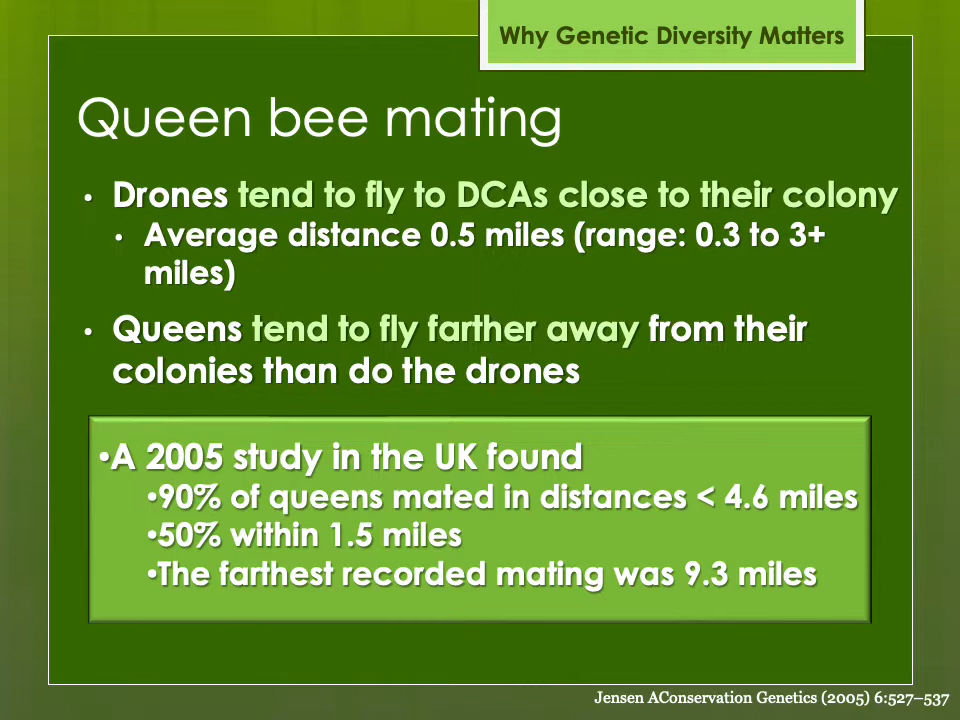 Why Genetic Diversity Matters
Queen bee mating
• Drones tend to fly to DCAs close to their colony
• Average distance 0.5 miles (range: 0.3 to 3+
miles)
• Queens tend to fly farther away from their
colonies than do the drones
•A 2005 study in the UK found
•90% of queens mated in distances < 4.6 miles
•50% within 1.5 miles
•The farthest recorded mating was 9.3 miles
Jensen AConservation Genetics (2005) 6:527–537